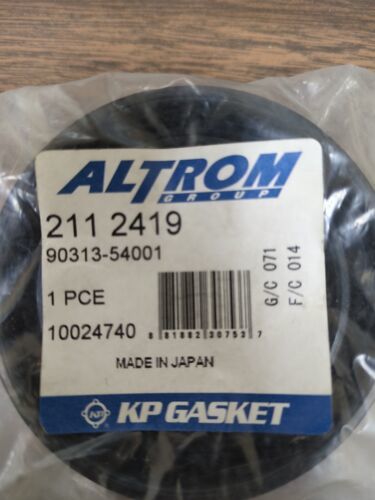 ALTROM
GROUP
211 2419
90313-54001
1 PCE
10024740
G/C 071
F/C 014
MADE IN JAPAN
KP GASKET